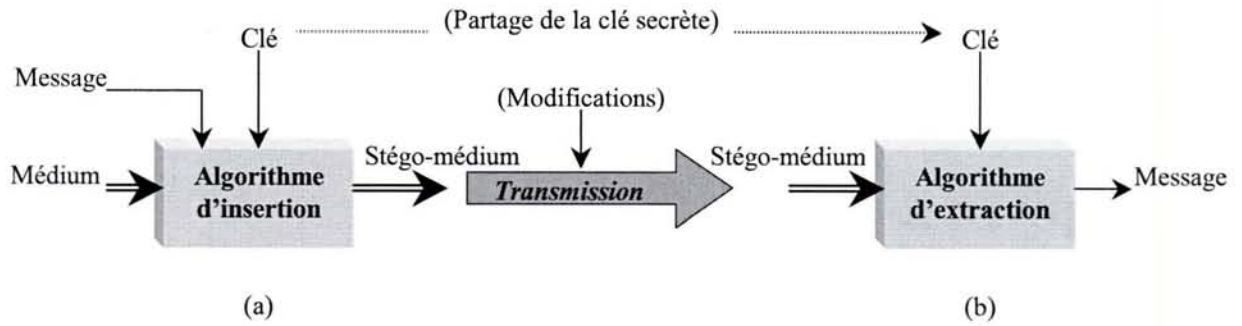 (Partage de la clé secrète)
Clé
Clé
Message
(Modifications)
Médium
Algorithme
d'insertion
Stégo-médium
Transmission
Stégo-médium
Algorithme
d'extraction
Message
(a)
(b)